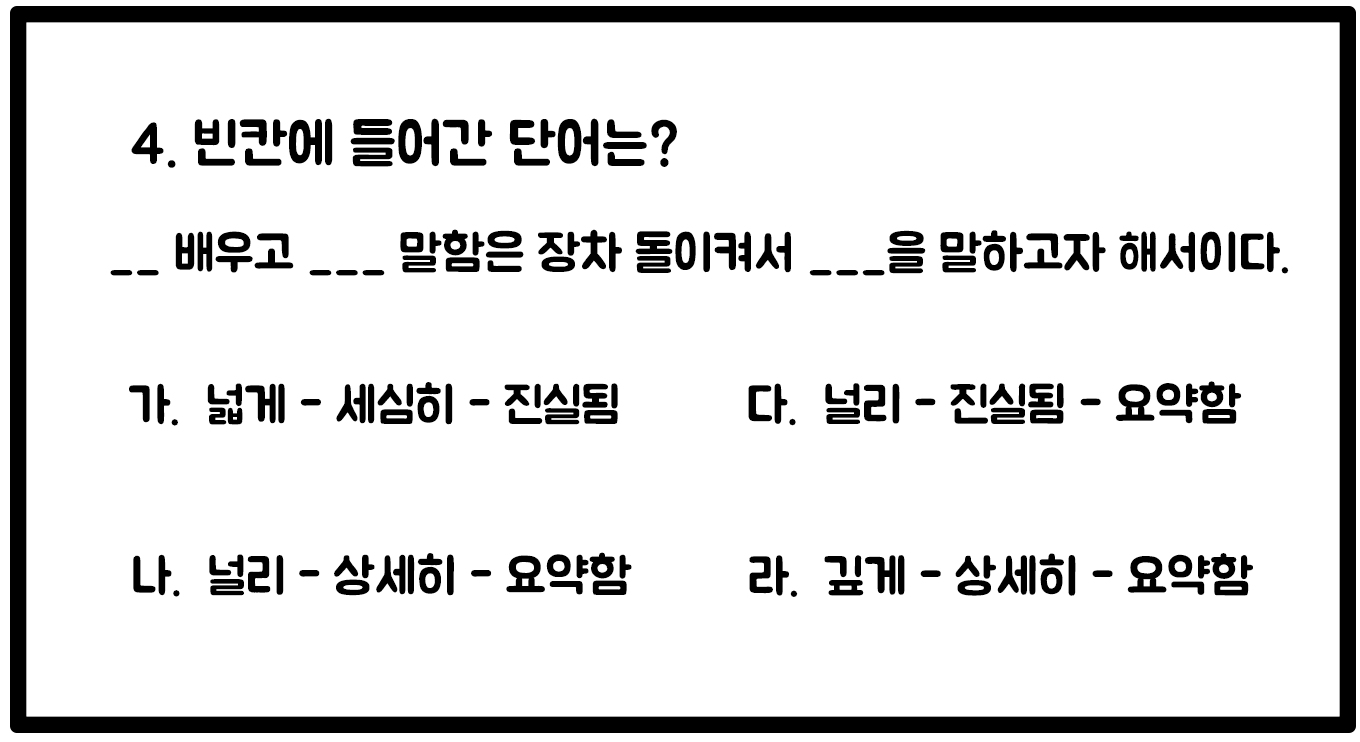 4. 빈칸에 들어간 단어는?
__ 배우고 ___ 말함은 장차 돌이켜서 ___을 말하고자 해서이다.
가. 넓게 - 세심히 - 진실됨
다. 널리 - 진실됨 - 요약함
나. 널리 - 상세히 - 요약함
라. 깊게 - 상세히 - 요약함